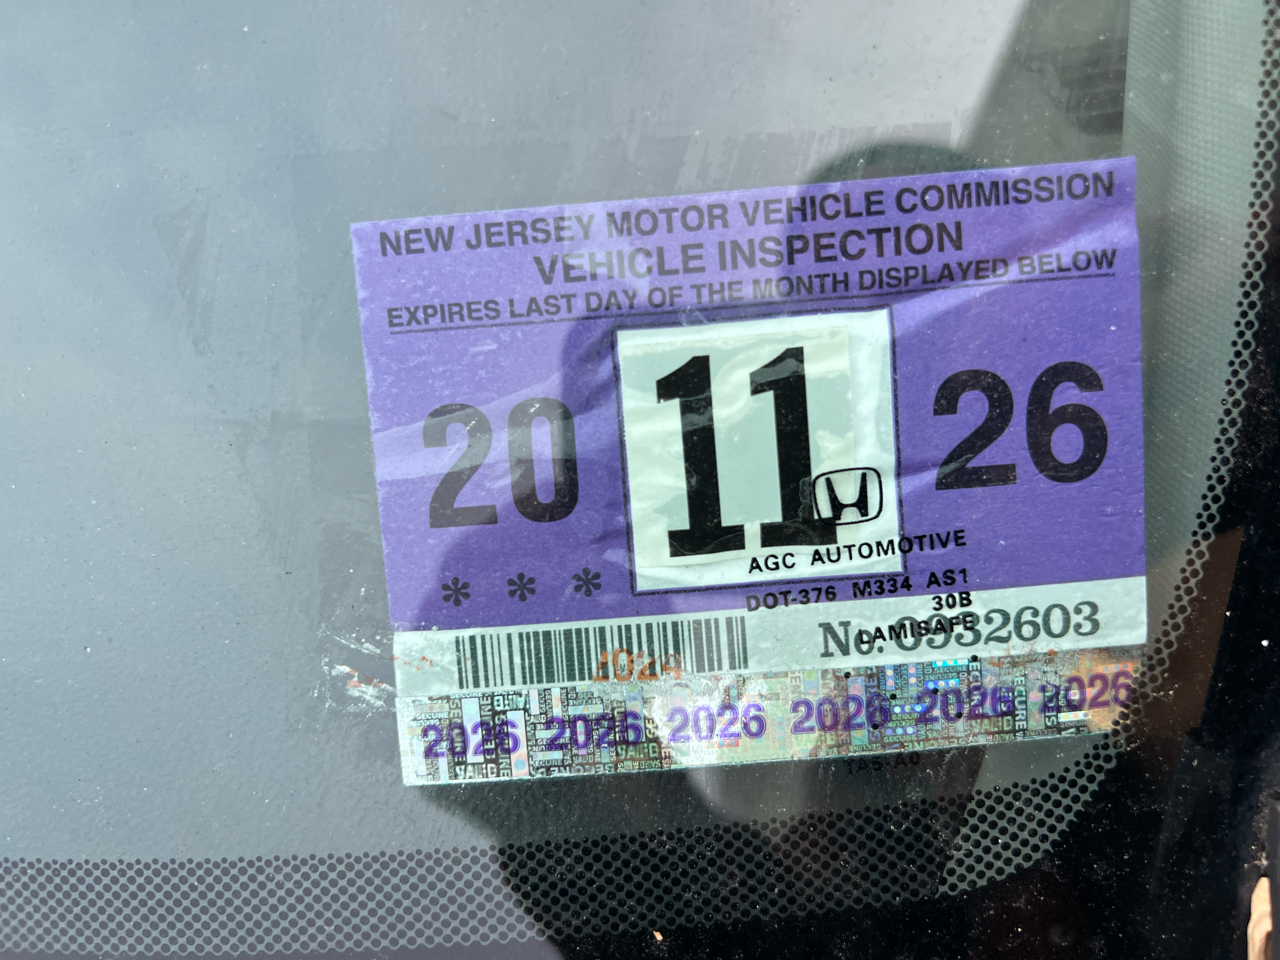 NEW JERSEY MOTOR VEHICLE COMMISSION
VEHICLE INSPECTION
EXPIRES LAST DAY OF THE MONTH DISPLAYED BELOW
20 11 26
AGC AUTOMOTIVE
* * *
DOT-376 M334 AS1
30B
LAMISAFE
No. 0932603
2026 2026 2026 2026 2026 2026